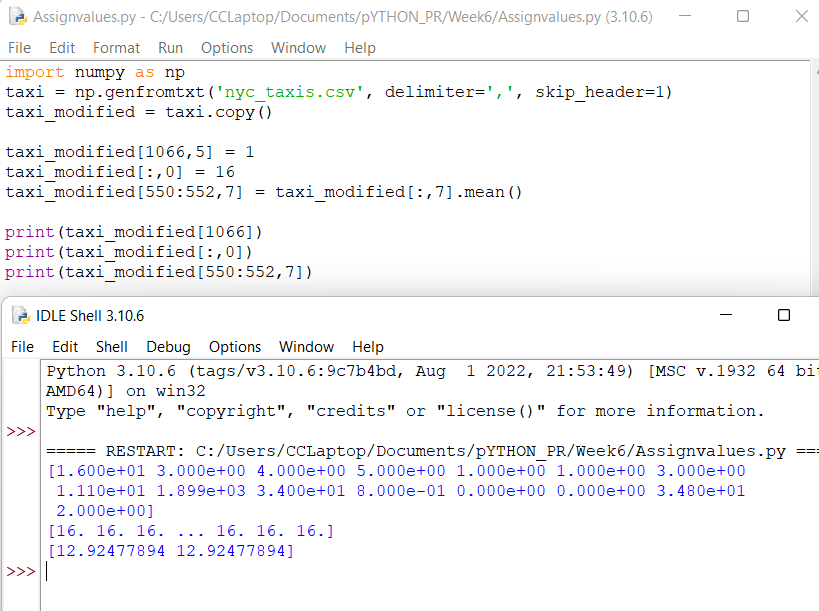 Assignvalues.py - C:/Users/CCLaptop/Documents/pYTHON_PR/Week6/Assignvalues.py (3.10.6)
File Edit Format Run Options Window Help
import numpy as np
taxi = np.genfromtxt('nyc_taxis.csv', delimiter=',', skip_header=1)
taxi_modified = taxi.copy()
taxi_modified[1066,5] = 1
taxi_modified[:,0] = 16
taxi_modified[550:552,7] = taxi_modified[:,7].mean()
print(taxi_modified[1066])
print(taxi_modified[:,0])
print(taxi_modified[550:552,7])
IDLE Shell 3.10.6
File Edit Shell Debug Options Window Help
Python 3.10.6 (tags/v3.10.6:9c7b4bd, Aug  1 2022, 21:53:49) [MSC v.1932 64 bit
AMD64)] on win32
Type "help", "copyright", "credits" or "license()" for more information.
>>>
===== RESTART: C:/Users/CCLaptop/Documents/pYTHON_PR/Week6/Assignvalues.py ===
[1.600e+01 3.000e+00 4.000e+00 5.000e+00 1.000e+00 1.000e+00 3.000e+00
1.110e+01 1.899e+03 3.400e+01 8.000e-01 0.000e+00 0.000e+00 3.480e+01
2.000e+00]
[16. 16. 16. ... 16. 16. 16.]
[12.92477894 12.92477894]
>>>